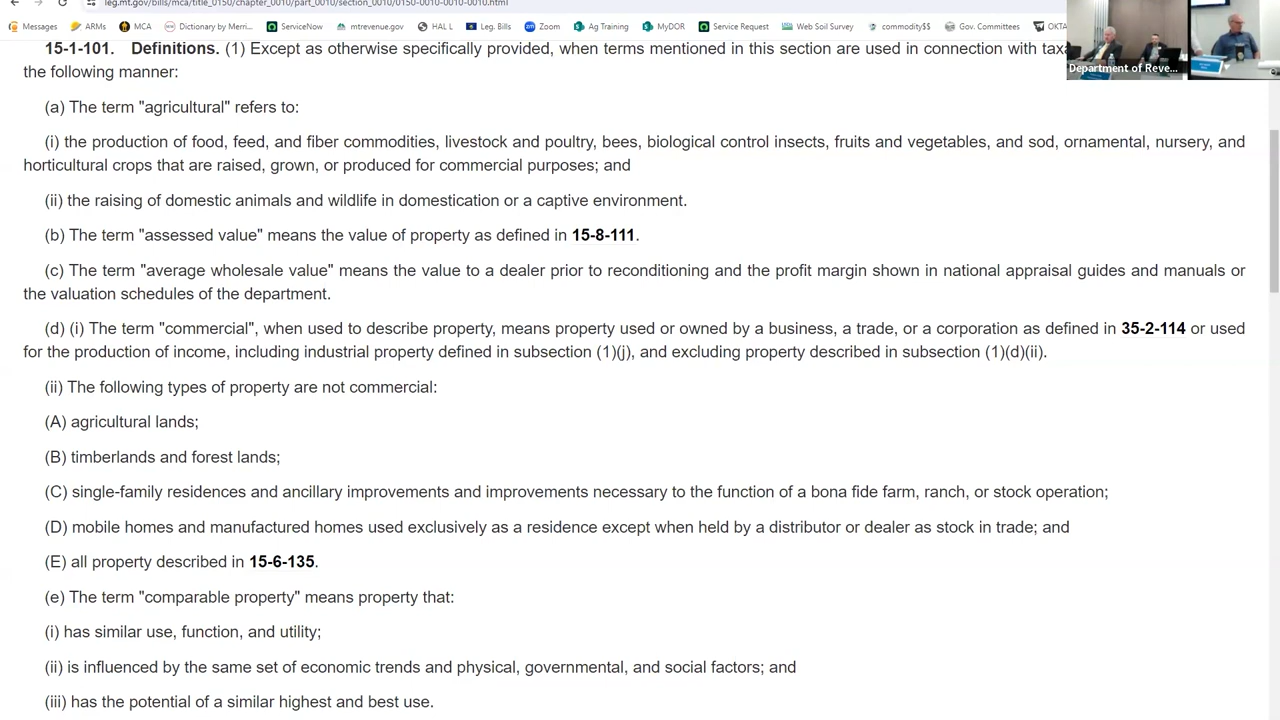 leg.mt.gov/bills/mca/title_0150/chapter_0010/part_0010/section_0010/0150-0010-0010-0010.html
Messages ARMs MCA Dictionary by Merri... ServiceNow mtrevenue.gov HAL L Leg. Bills Zoom Ag Training MyDOR Service Request Web Soil Survey commodity$$ Gov. Committees OKTA
15-1-101. Definitions. (1) Except as otherwise specifically provided, when terms mentioned in this section are used in connection with taxa
the following manner:
Department of Reve...
(a) The term "agricultural" refers to:
(i) the production of food, feed, and fiber commodities, livestock and poultry, bees, biological control insects, fruits and vegetables, and sod, ornamental, nursery, and
horticultural crops that are raised, grown, or produced for commercial purposes; and
(ii) the raising of domestic animals and wildlife in domestication or a captive environment.
(b) The term "assessed value" means the value of property as defined in 15-8-111.
(c) The term "average wholesale value" means the value to a dealer prior to reconditioning and the profit margin shown in national appraisal guides and manuals or
the valuation schedules of the department.
(d) (i) The term "commercial", when used to describe property, means property used or owned by a business, a trade, or a corporation as defined in 35-2-114 or used
for the production of income, including industrial property defined in subsection (1)(j), and excluding property described in subsection (1)(d)(ii).
(ii) The following types of property are not commercial:
(A) agricultural lands;
(B) timberlands and forest lands;
(C) single-family residences and ancillary improvements and improvements necessary to the function of a bona fide farm, ranch, or stock operation;
(D) mobile homes and manufactured homes used exclusively as a residence except when held by a distributor or dealer as stock in trade; and
(E) all property described in 15-6-135.
(e) The term "comparable property" means property that:
(i) has similar use, function, and utility;
(ii) is influenced by the same set of economic trends and physical, governmental, and social factors; and
(iii) has the potential of a similar highest and best use.